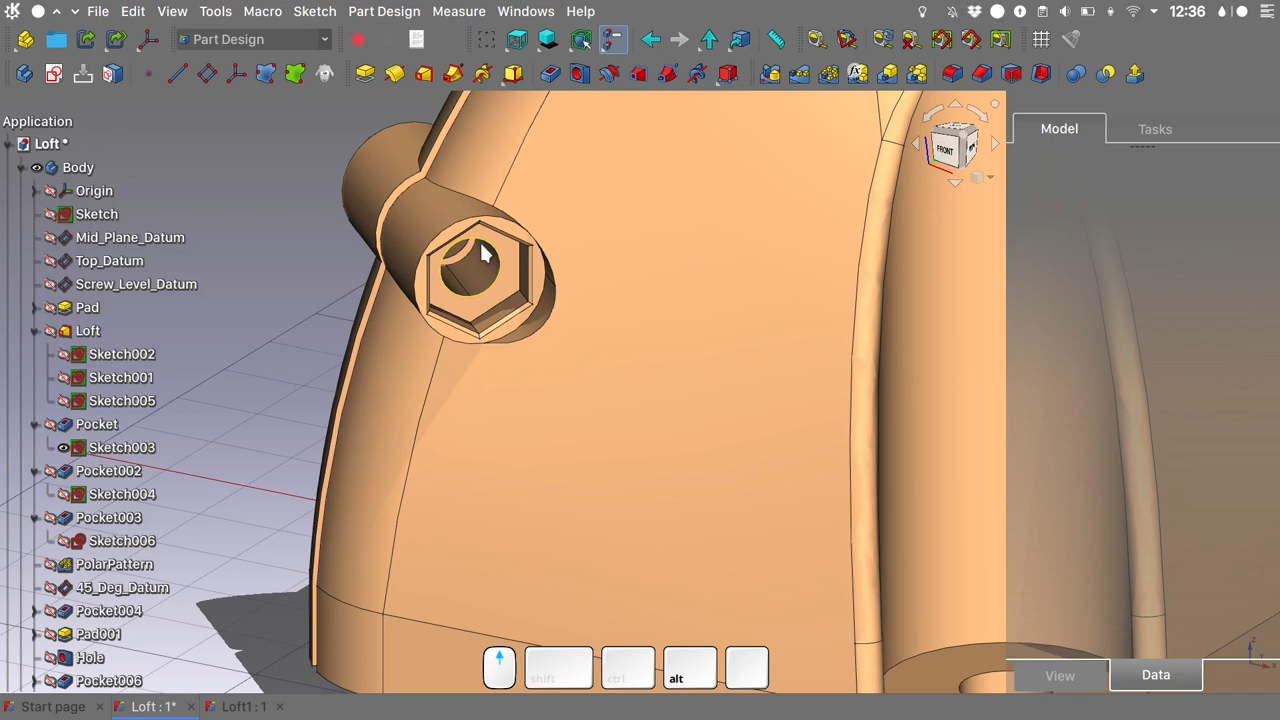 File Edit View Tools Macro Sketch Part Design Measure Windows Help 12:36
Part Design
Application
Loft *
Body
Origin
Sketch
Mid_Plane_Datum
Top_Datum
Screw_Level_Datum
Pad
Loft
Sketch002
Sketch001
Sketch005
Pocket
Sketch003
Pocket002
Sketch004
Pocket003
Sketch006
PolarPattern
45_Deg_Datum
Pocket004
Pad001
Hole
Pocket006
FRONT
Model Tasks
shift ctrl alt
View Data
Start page Loft : 1* Loft1 : 1